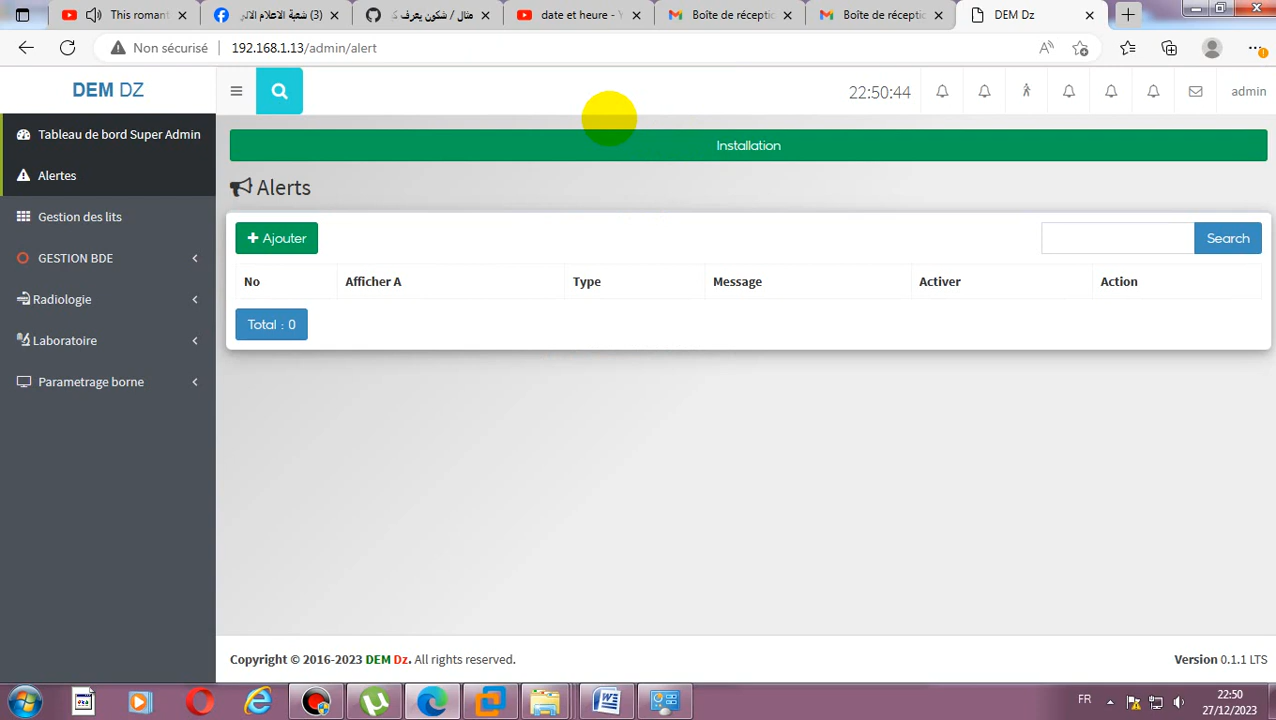 This romant
(3) شعبة الاعلام الالي
مثال / شكون يعرف ك
date et heure - Y
Boîte de réceptic
Boîte de réceptic
DEM Dz
Non sécurisé 192.168.1.13/admin/alert
DEM DZ
22:50:44
admin
Tableau de bord Super Admin
Alertes
Gestion des lits
GESTION BDE
Radiologie
Laboratoire
Parametrage borne
Installation
Alerts
Ajouter
Search
No Afficher A Type Message Activer Action
Total : 0
Copyright © 2016-2023 DEM Dz. All rights reserved.
Version 0.1.1 LTS
FR
22:50
27/12/2023